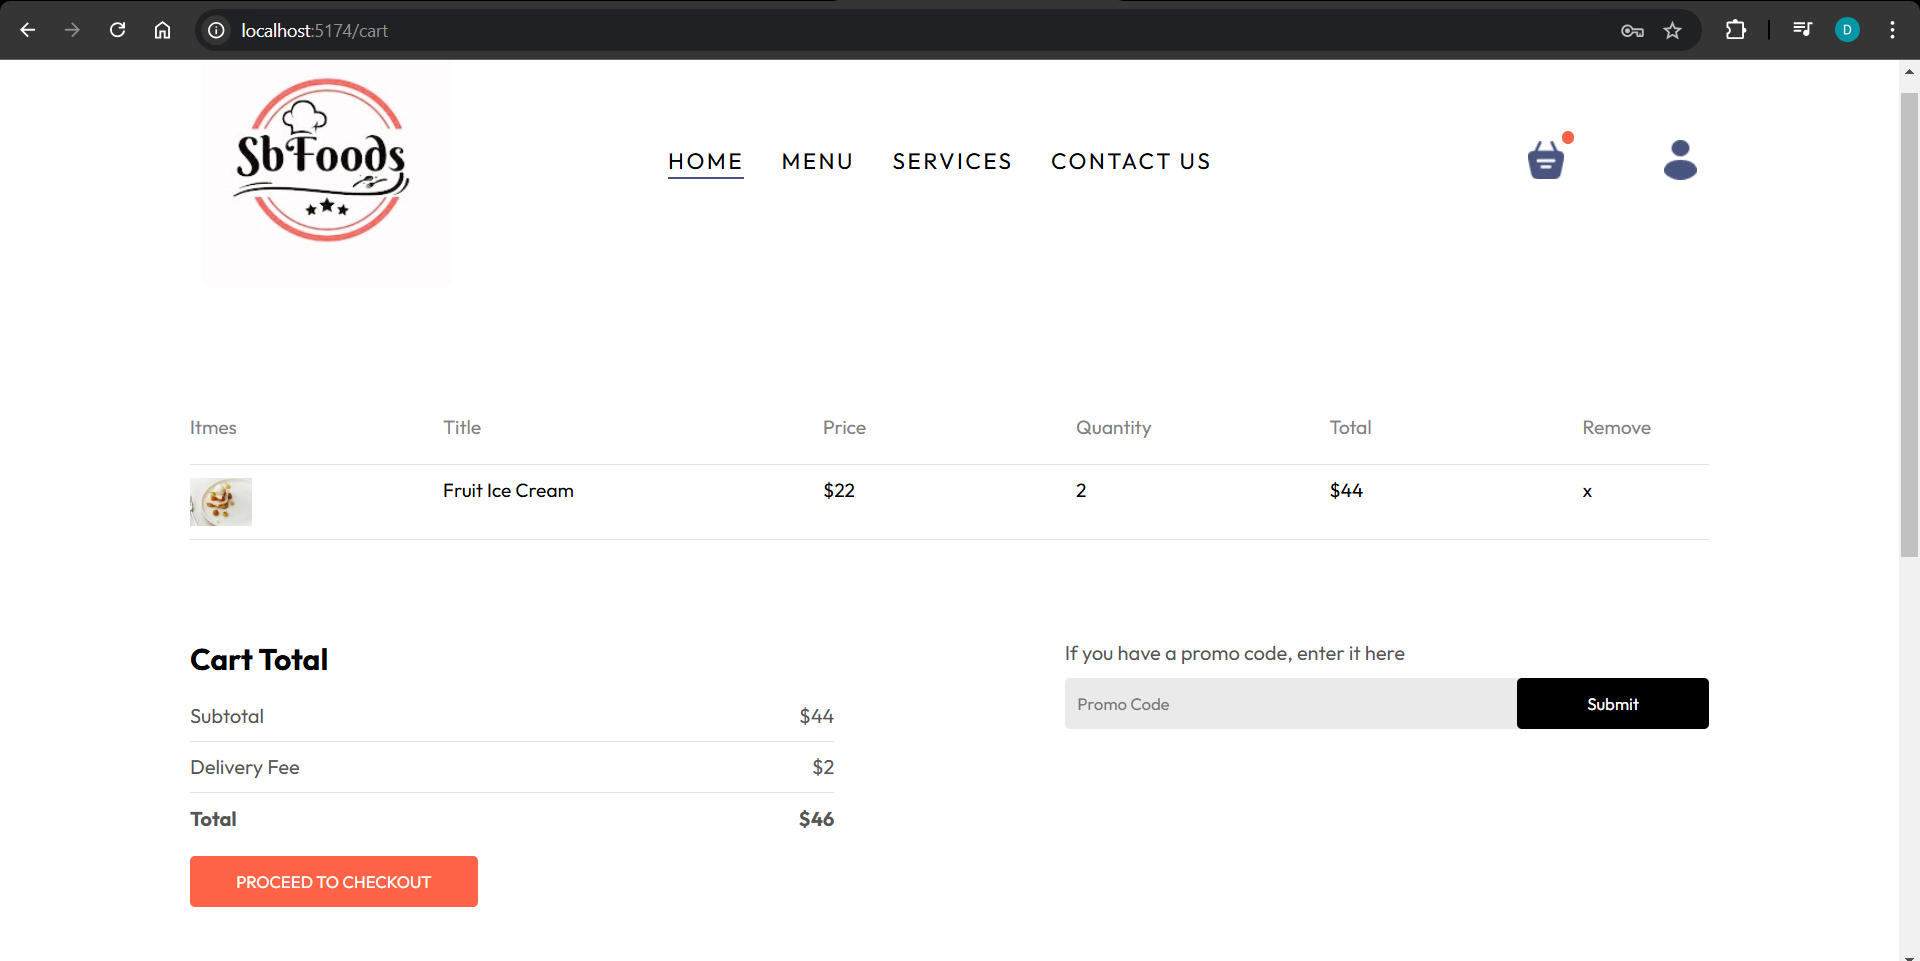 localhost:5174/cart
D
SbFoods
HOME MENU SERVICES CONTACT US
Itmes Title Price Quantity Total Remove
Fruit Ice Cream $22 2 $44 x
Cart Total
Subtotal $44
Delivery Fee $2
Total $46
PROCEED TO CHECKOUT
If you have a promo code, enter it here
Promo Code Submit